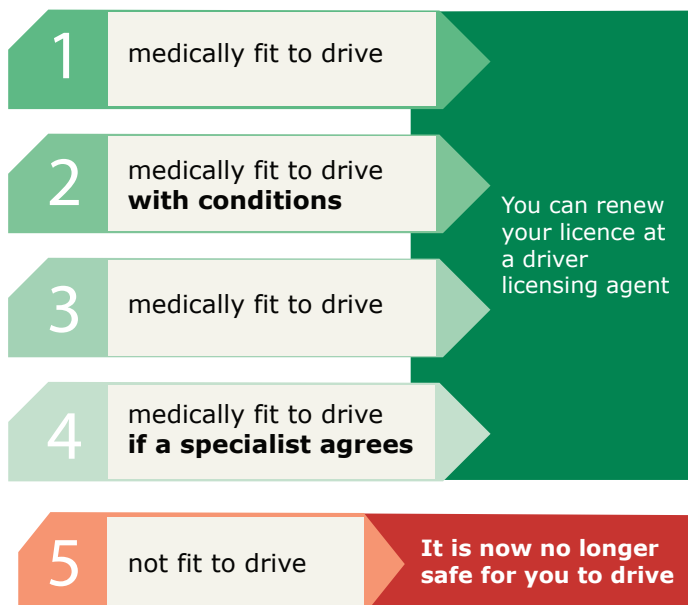 1
medically fit to drive
2
medically fit to drive
with conditions
3
medically fit to drive
4
medically fit to drive
if a specialist agrees
You can renew
your licence at
a driver
licensing agent
5
not fit to drive
It is now no longer
safe for you to drive